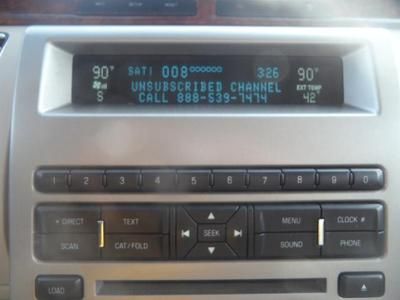 90° SAT1 008°°°°°° 3:26 90°
UNSUBSCRIBED CHANNEL EXT TEMP
S CALL 888-539-7474 42°
1 2 3 4 5 6 7 8 9 0
DIRECT TEXT MENU CLOCK #
SEEK
SCAN CAT/FOLD SOUND PHONE
LOAD